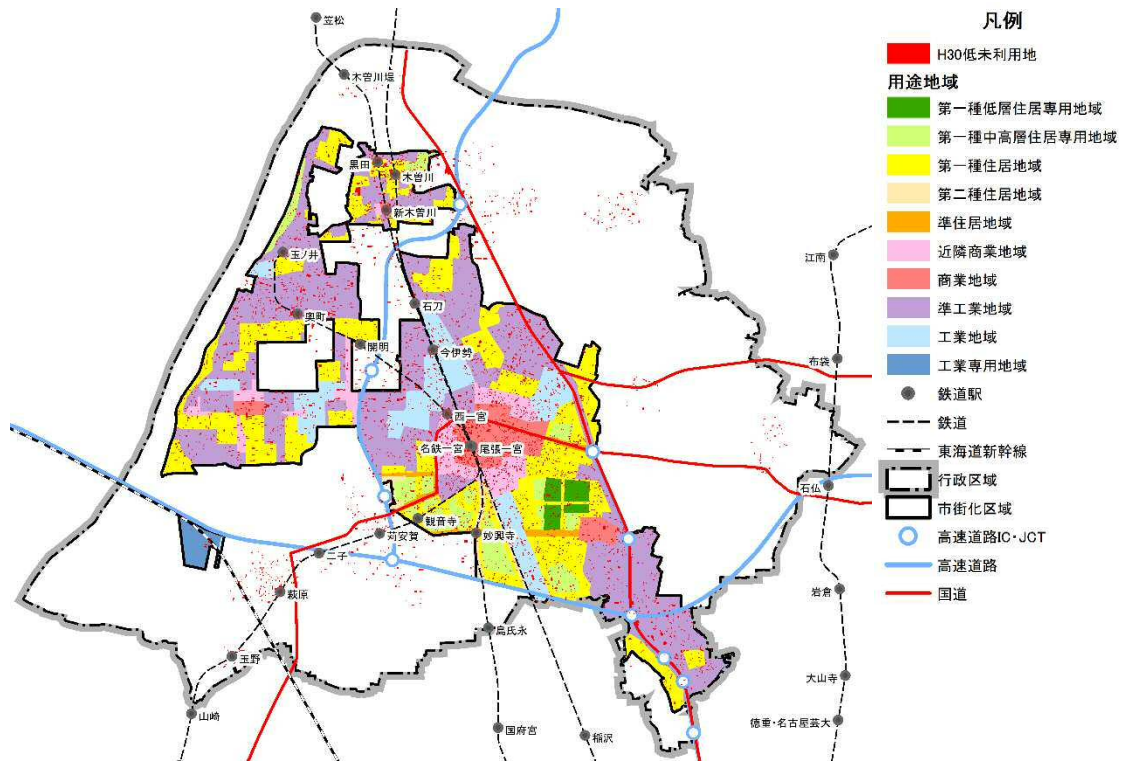 笠松
木曽川堤
黒田
木曽川
新木曽川
玉ノ井
石刀
奥町
開明
今伊勢
西一宮
名鉄一宮
尾張一宮
観音寺
苅安賀
妙興寺
二子
萩原
島氏永
玉野
山崎
国府宮
稲沢
江南
布袋
石仏
岩倉
大山寺
徳重・名古屋芸大
凡例
H30低未利用地
用途地域
第一種低層住居専用地域
第一種中高層住居専用地域
第一種住居地域
第二種住居地域
準住居地域
近隣商業地域
商業地域
準工業地域
工業地域
工業専用地域
鉄道駅
鉄道
東海道新幹線
行政区域
市街化区域
高速道路IC・JCT
高速道路
国道